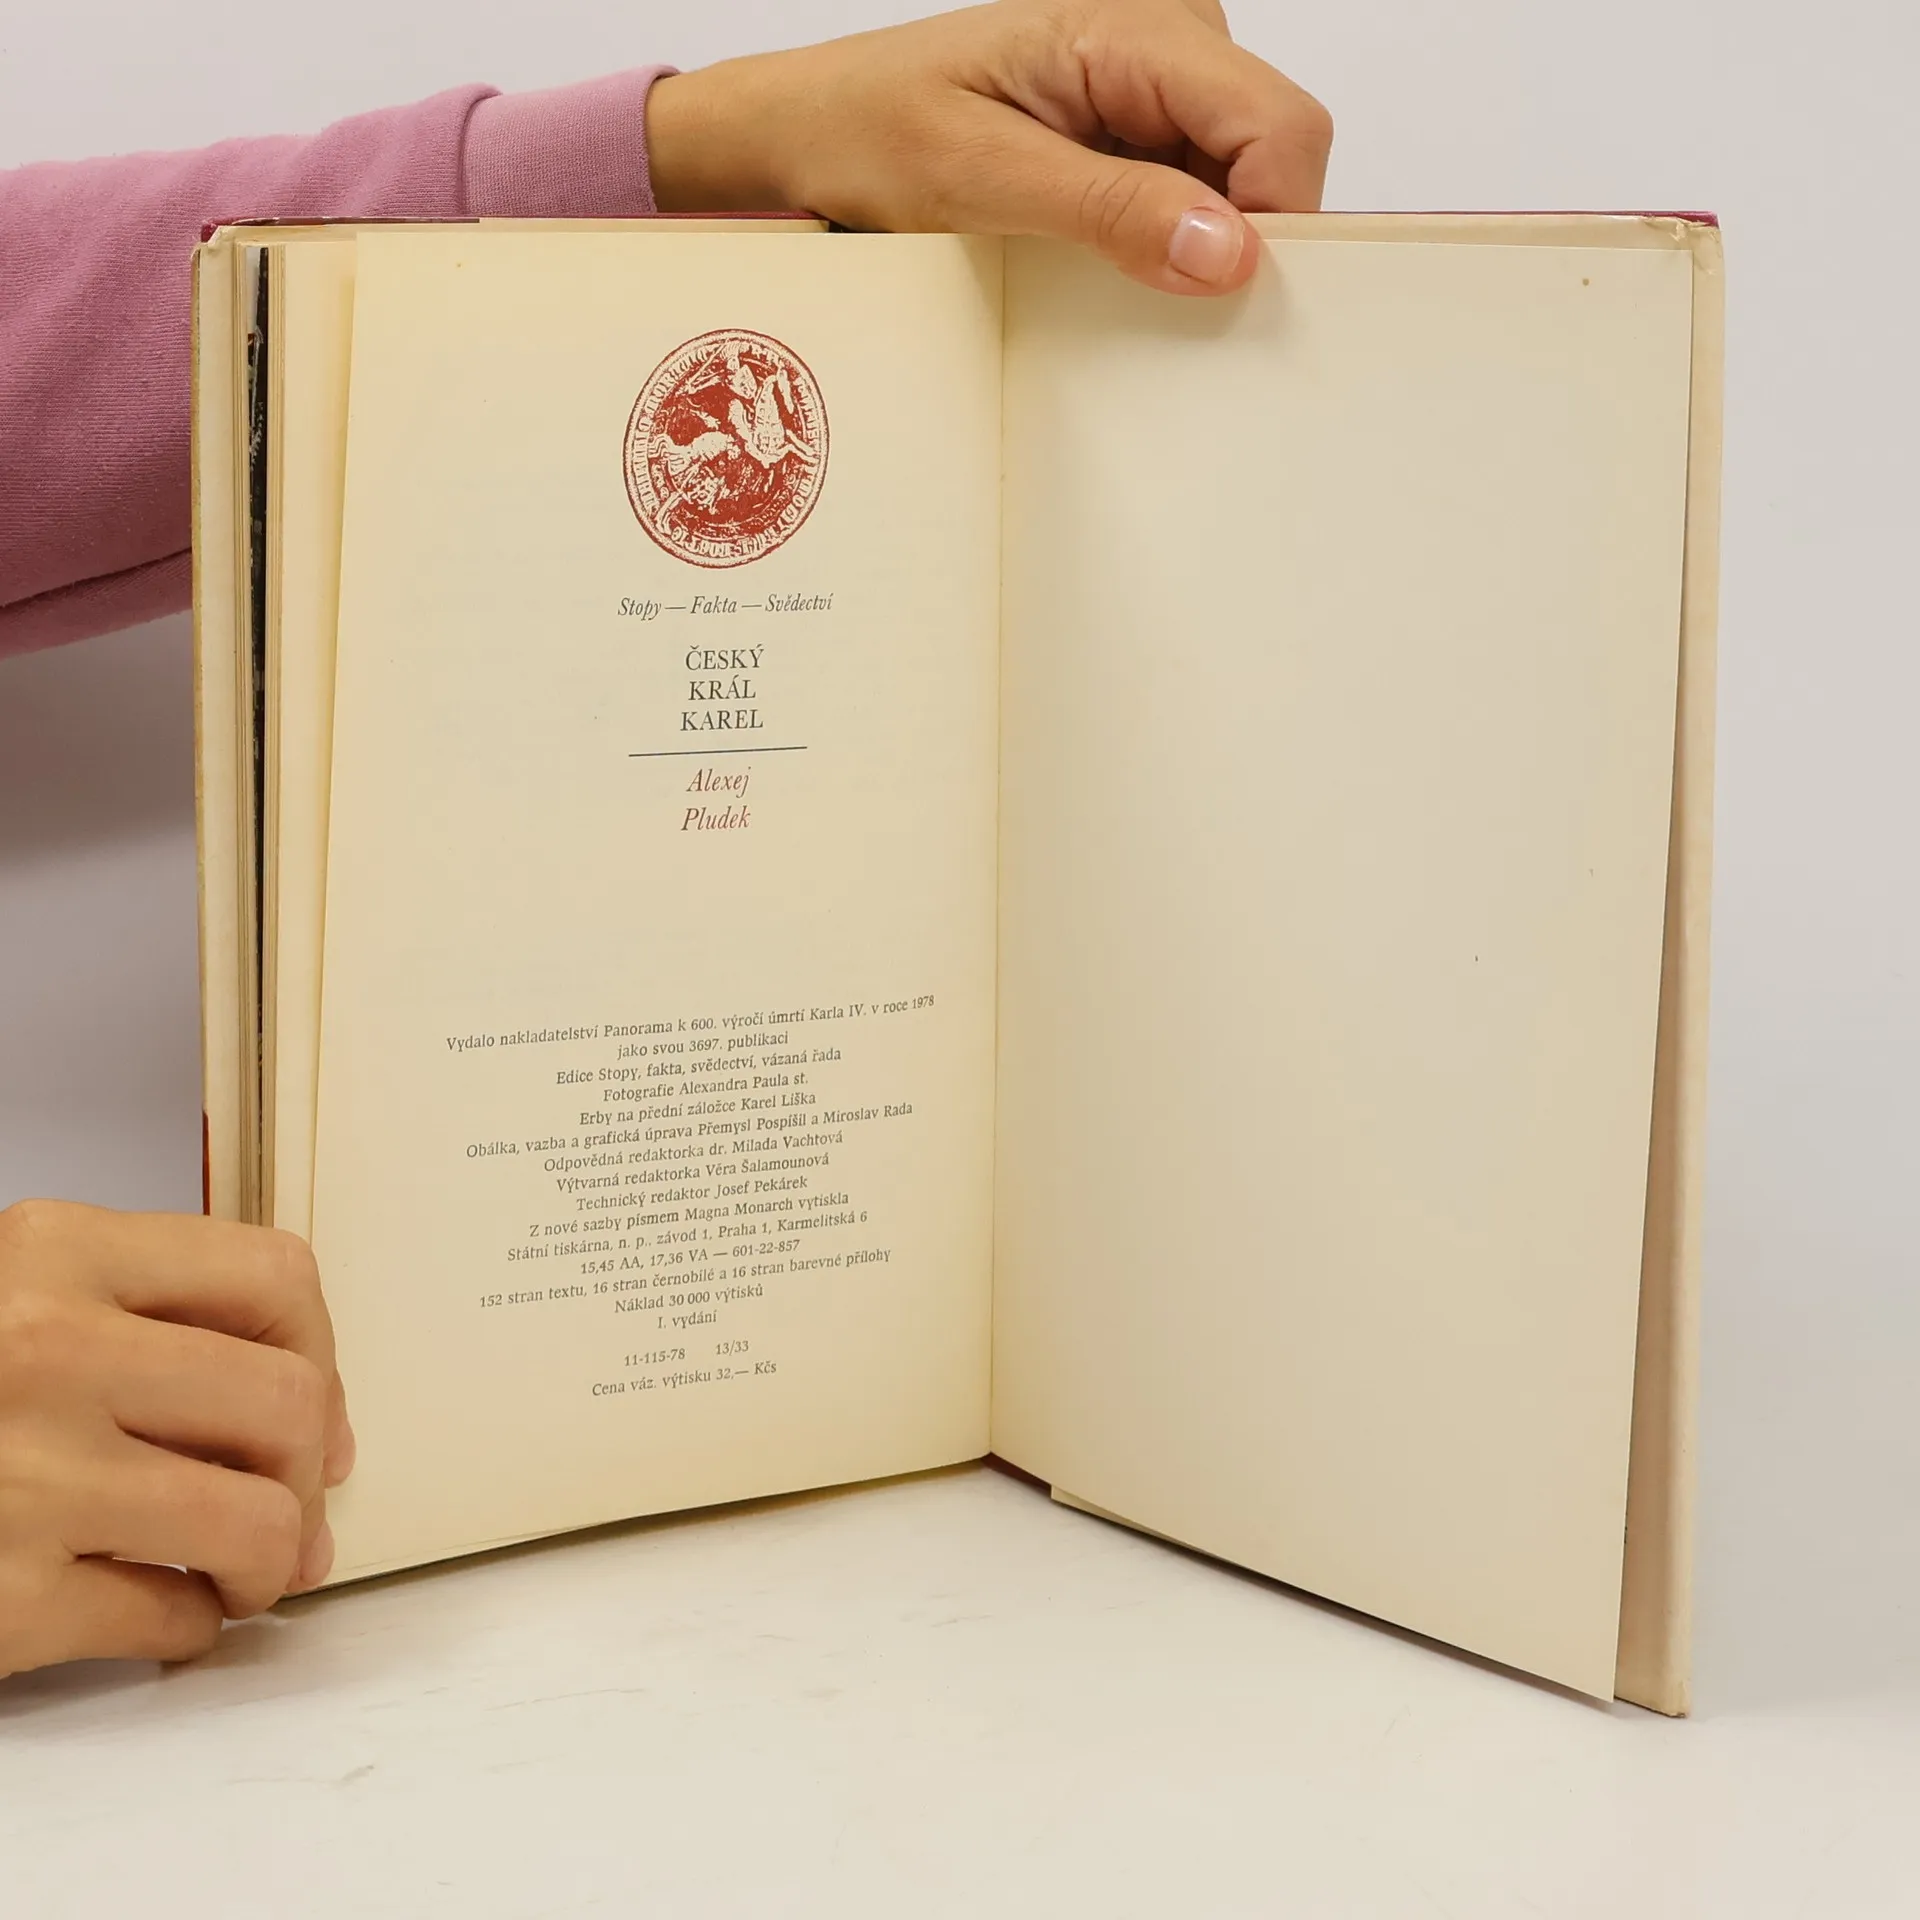 Stopy — Fakta — Svědectví
ČESKÝ
KRÁL
KAREL
Alexej
Pludek
Vydalo nakladatelství Panorama k 600. výročí úmrtí Karla IV. v roce 1978
jako svou 3697. publikaci
Edice Stopy, fakta, svědectví, vázaná řada
Fotografie Alexandra Paula st.
Erby na přední záložce Karel Liška
Obálka, vazba a grafická úprava Přemysl Pospíšil a Miroslav Rada
Odpovědná redaktorka dr. Milada Vachtová
Výtvarná redaktorka Věra Šalamounová
Technický redaktor Josef Pekárek
Z nové sazby písmem Magna Monarch vytiskla
Státní tiskárna, n. p., závod 1, Praha 1, Karmelitská 6
15,45 AA, 17,36 VA — 601-22-857
152 stran textu, 16 stran černobílé a 16 stran barevné přílohy
Náklad 30 000 výtisků
I. vydání
11-115-78 13/33
Cena váz. výtisku 32,— Kčs